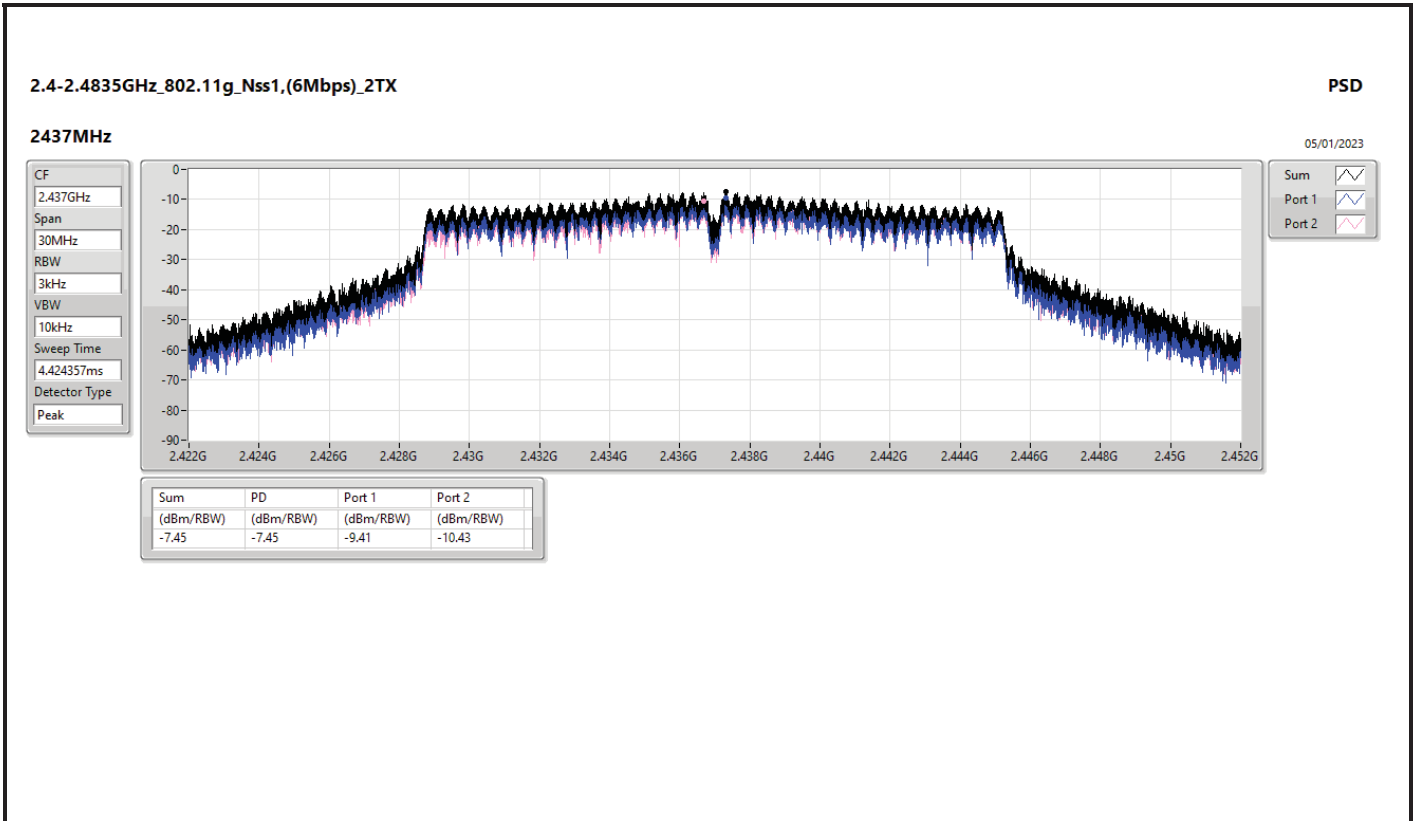 2.4-2.4835GHz_802.11g_Nss1,(6Mbps)_2TX
PSD
2437MHz
05/01/2023
CF
2.437GHz
Span
30MHz
RBW
3kHz
VBW
10kHz
Sweep Time
4.424357ms
Detector Type
Peak
0
-10
-20
-30
-40
-50
-60
-70
-80
-90
2.422G 2.424G 2.426G 2.428G 2.43G 2.432G 2.434G 2.436G 2.438G 2.44G 2.442G 2.444G 2.446G 2.448G 2.45G 2.452G
Sum
Port 1
Port 2
Sum PD Port 1 Port 2
(dBm/RBW) (dBm/RBW) (dBm/RBW) (dBm/RBW)
-7.45 -7.45 -9.41 -10.43